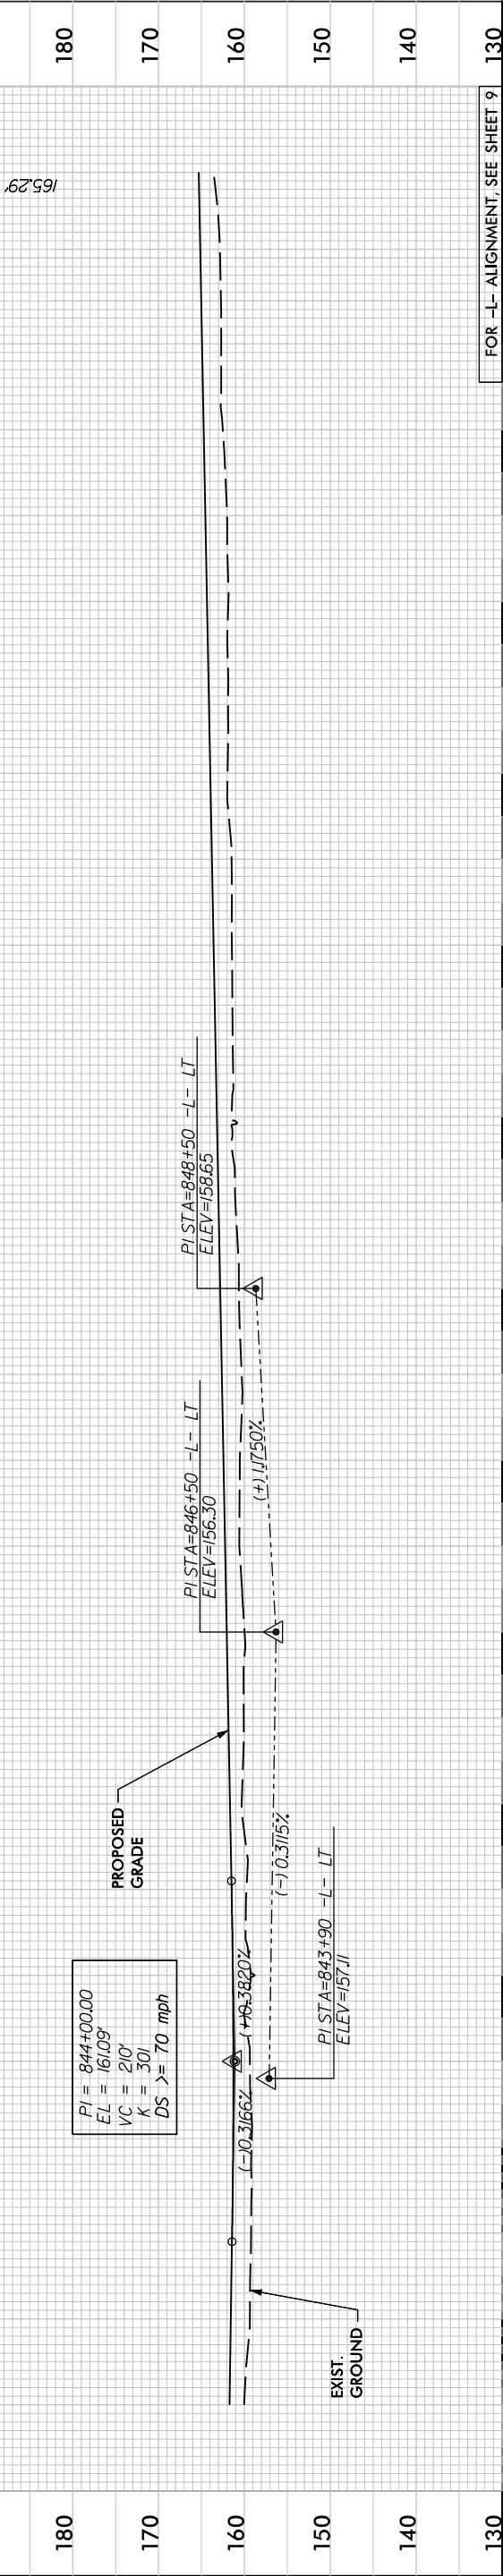 180
170
160
150
140
130
165.29'
FOR -L- ALIGNMENT, SEE SHEET 9
PI STA=848+50 -L- LT
ELEV=158.65
PI STA=846+50 -L- LT
ELEV=156.30
(+)1.1750%
PROPOSED
GRADE
(-)0.3115%
PI STA=843+90 -L- LT
ELEV=157.11
PI = 844+00.00
EL = 161.09'
VC = 210'
K = 301
DS >= 70 mph
(-)0.3166%
(+)0.3820%
EXIST.
GROUND
180
170
160
150
140
130